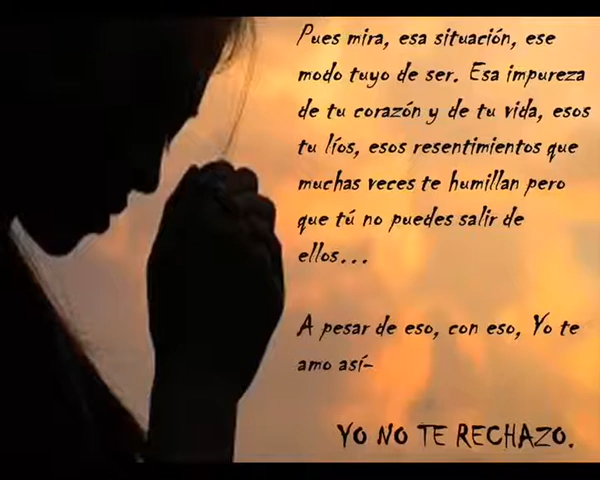 Pues mira, esa situación, ese
modo tuyo de ser. Esa impureza
de tu corazón y de tu vida, esos
tu líos, esos resentimientos que
muchas veces te humillan pero
que tú no puedes salir de
ellos...
A pesar de eso, con eso, Yo te
amo así-
YO NO TE RECHAZO.